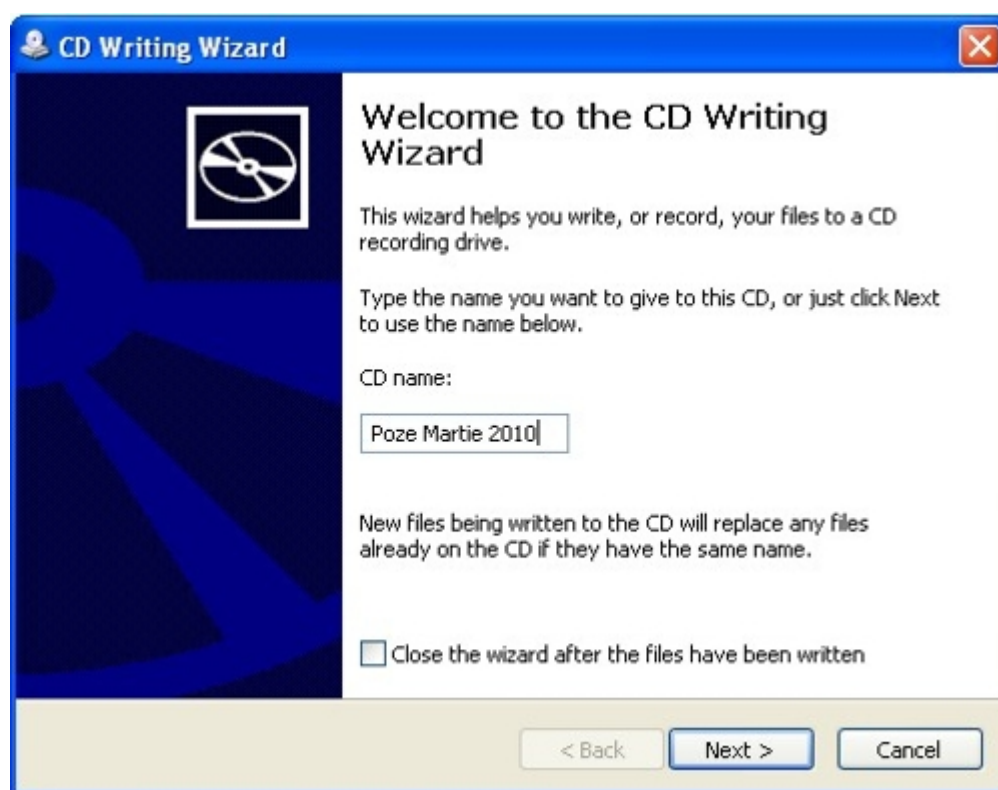 CD Writing Wizard
Welcome to the CD Writing
Wizard
This wizard helps you write, or record, your files to a CD
recording drive.
Type the name you want to give to this CD, or just click Next
to use the name below.
CD name:
Poze Martie 2010
New files being written to the CD will replace any files
already on the CD if they have the same name.
Close the wizard after the files have been written
< Back Next > Cancel